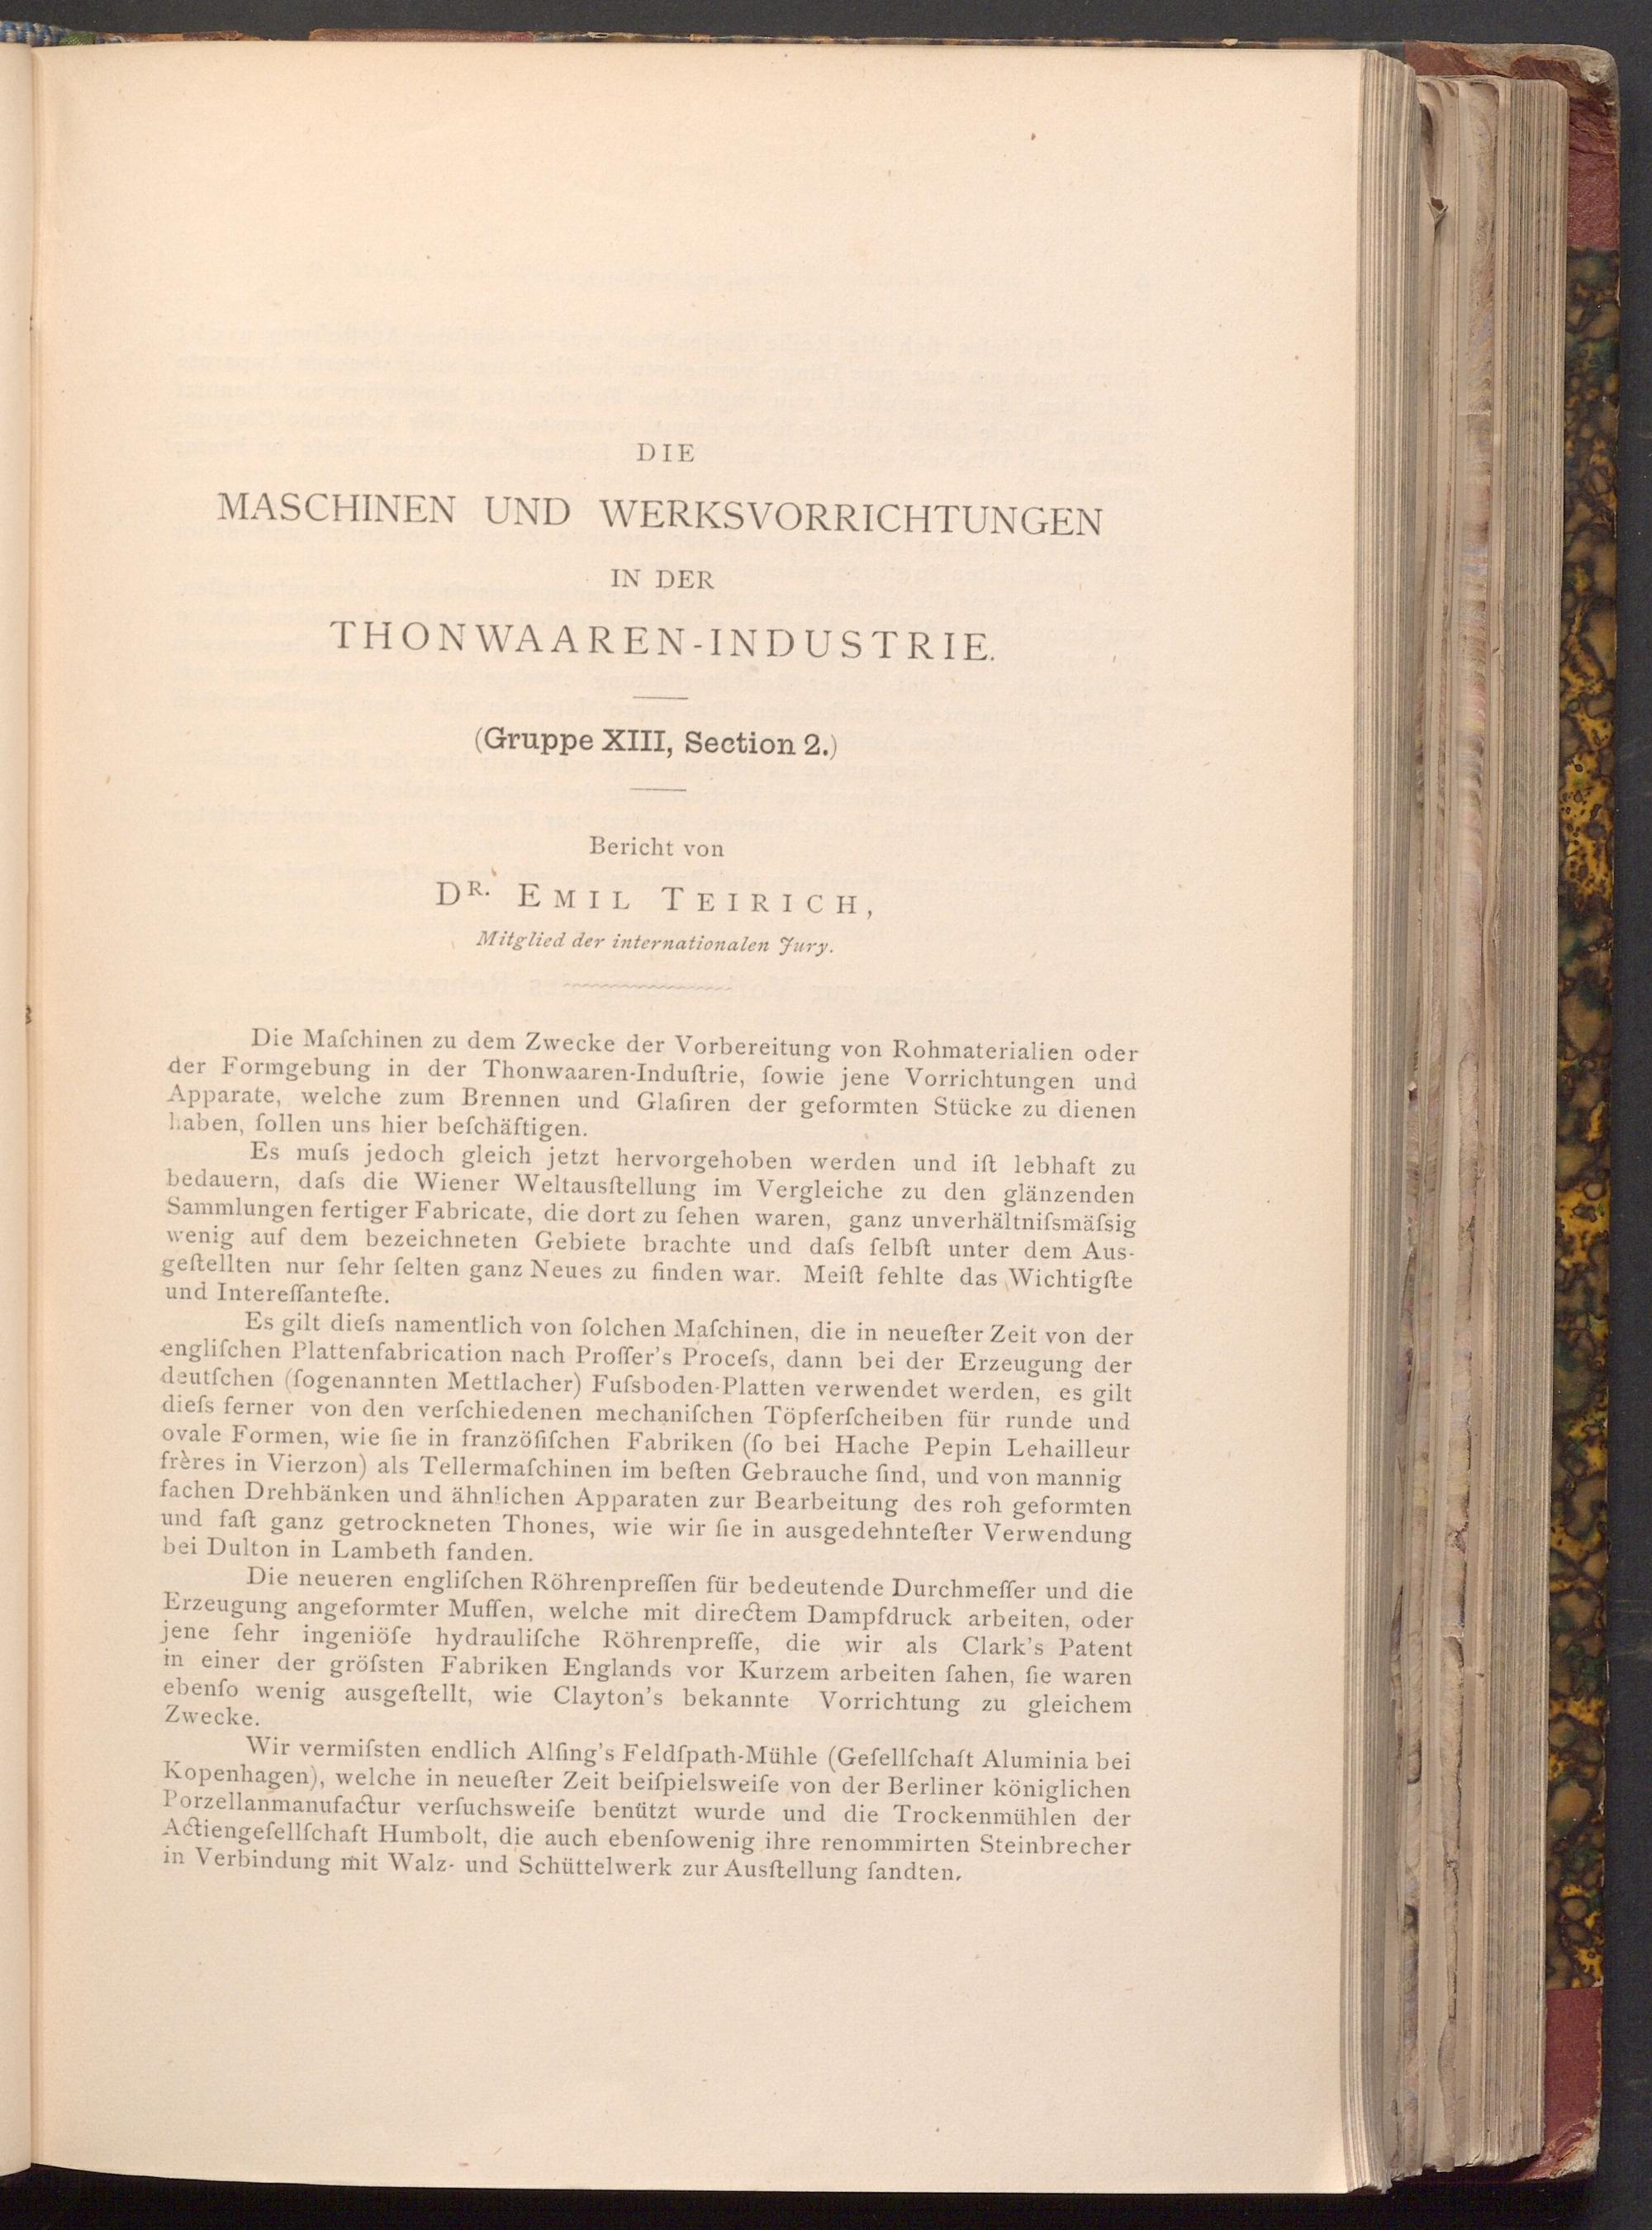 DIE
MASCHINEN UND WERKSVORRICHTUNGEN
IN DER
THONWAAREN-INDUSTRIE.
(Gruppe XIII, Section 2.)
Bericht von
DR. EMIL TEIRICH,
Mitglied der internationalen Jury.
Die Maſchinen zu dem Zwecke der Vorbereitung von Rohmaterialien oder
der Formgebung in der Thonwaaren-Induſtrie, ſowie jene Vorrichtungen und
Apparate, welche zum Brennen und Glaſiren der geformten Stücke zu dienen
haben, ſollen uns hier beſchäftigen.
Es muſs jedoch gleich jetzt hervorgehoben werden und iſt lebhaft zu
bedauern, daſs die Wiener Weltausſtellung im Vergleiche zu den glänzenden
Sammlungen fertiger Fabricate, die dort zu ſehen waren, ganz unverhältniſsmäſsig
wenig auf dem bezeichneten Gebiete brachte und daſs ſelbſt unter dem Aus-
geſtellten nur ſehr ſelten ganz Neues zu finden war. Meiſt fehlte das Wichtigſte
und Intereſſanteſte.
Es gilt dieſs namentlich von ſolchen Maſchinen, die in neueſter Zeit von der
engliſchen Plattenfabrication nach Proſſer's Proceſs, dann bei der Erzeugung der
deutſchen (ſogenannten Mettlacher) Fuſsboden-Platten verwendet werden, es gilt
dieſs ferner von den verſchiedenen mechaniſchen Töpferſcheiben für runde und
ovale Formen, wie ſie in franzöſiſchen Fabriken (ſo bei Hache Pepin Lehailleur
frères in Vierzon) als Tellermaſchinen im beſten Gebrauche ſind, und von mannig
fachen Drehbänken und ähnlichen Apparaten zur Bearbeitung des roh geformten
und faſt ganz getrockneten Thones, wie wir ſie in ausgedehnteſter Verwendung
bei Dulton in Lambeth fanden.
Die neueren engliſchen Röhrenpreſſen für bedeutende Durchmeſſer und die
Erzeugung angeformter Muffen, welche mit directem Dampfdruck arbeiten, oder
jene ſehr ingeniöſe hydrauliſche Röhrenpreſſe, die wir als Clark's Patent
in einer der gröſsten Fabriken Englands vor Kurzem arbeiten ſahen, ſie waren
ebenſo wenig ausgeſtellt, wie Clayton's bekannte Vorrichtung zu gleichem
Zwecke.
Wir vermiſsten endlich Alſing's Feldſpath-Mühle (Geſellſchaft Aluminia bei
Kopenhagen), welche in neueſter Zeit beiſpielsweiſe von der Berliner königlichen
Porzellanmanufactur verſuchsweiſe benützt wurde und die Trockenmühlen der
Actiengeſellſchaft Humbolt, die auch ebenſowenig ihre renommirten Steinbrecher
in Verbindung mit Walz- und Schüttelwerk zur Ausſtellung ſandten.